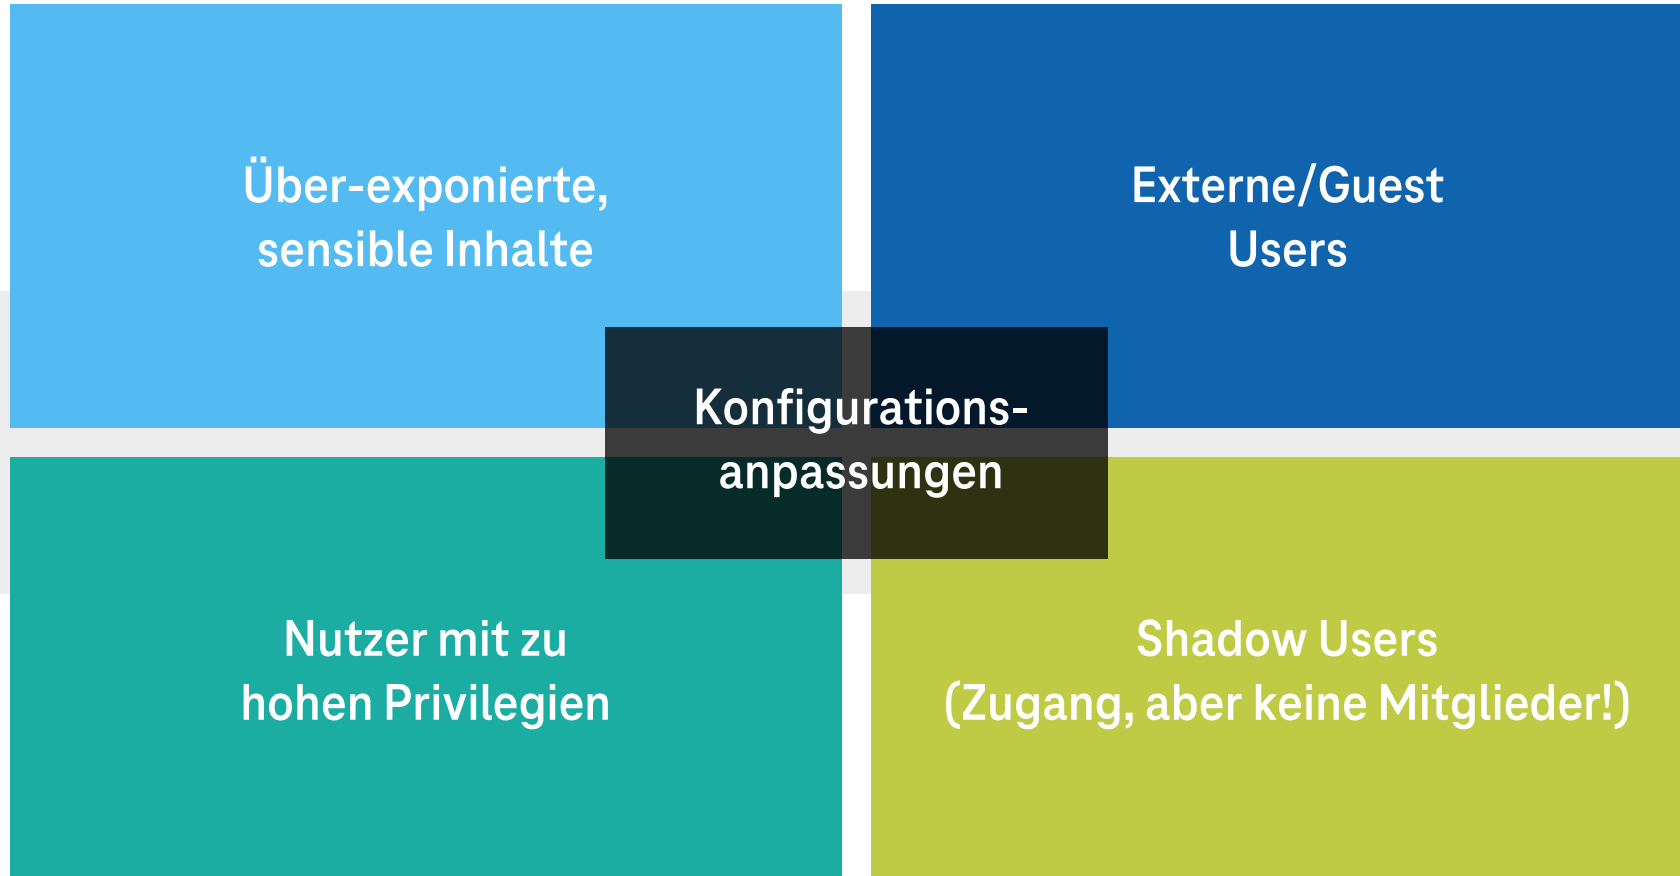 Über-exponierte,
sensible Inhalte
Externe/Guest
Users
Konfigurations-
anpassungen
Nutzer mit zu
hohen Privilegien
Shadow Users
(Zugang, aber keine Mitglieder!)